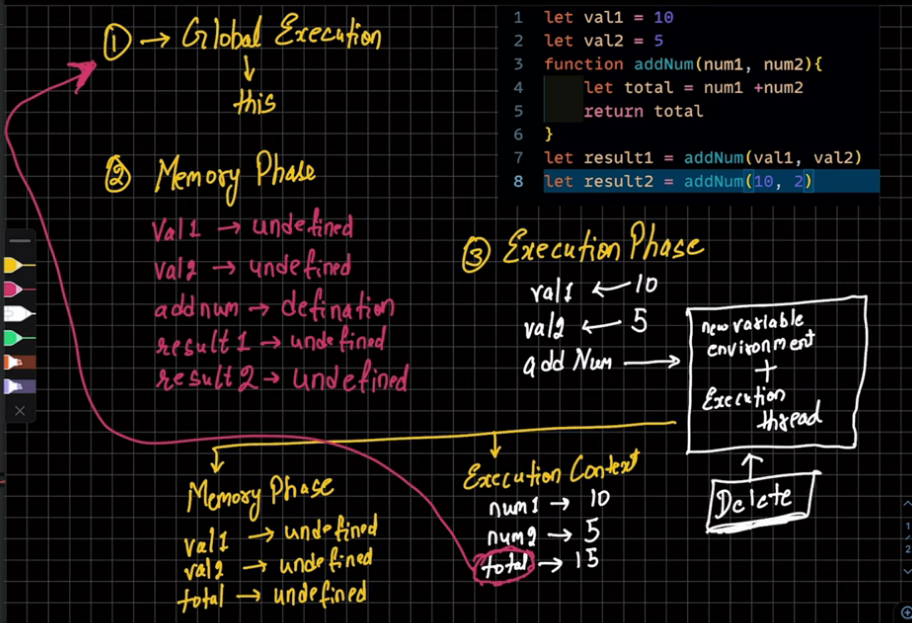 ① → Global Execution
↓
this
1 let val1 = 10
2 let val2 = 5
3 function addNum(num1, num2){
4 let total = num1 +num2
5 return total
6 }
7 let result1 = addNum(val1, val2)
8 let result2 = addNum(10, 2)
② Memory Phase
val1 → undefined
val2 → undefined
addnum → defination
result1 → undefined
result2 → undefined
③ Execution Phase
val1 ← 10
val2 ← 5
add Num →
new variable
environment
+
Execution
thread
Delete
Memory Phase
val1 → undefined
val2 → undefined
total → undefined
Execution Context
num1 → 10
num2 → 5
total → 15
1
2